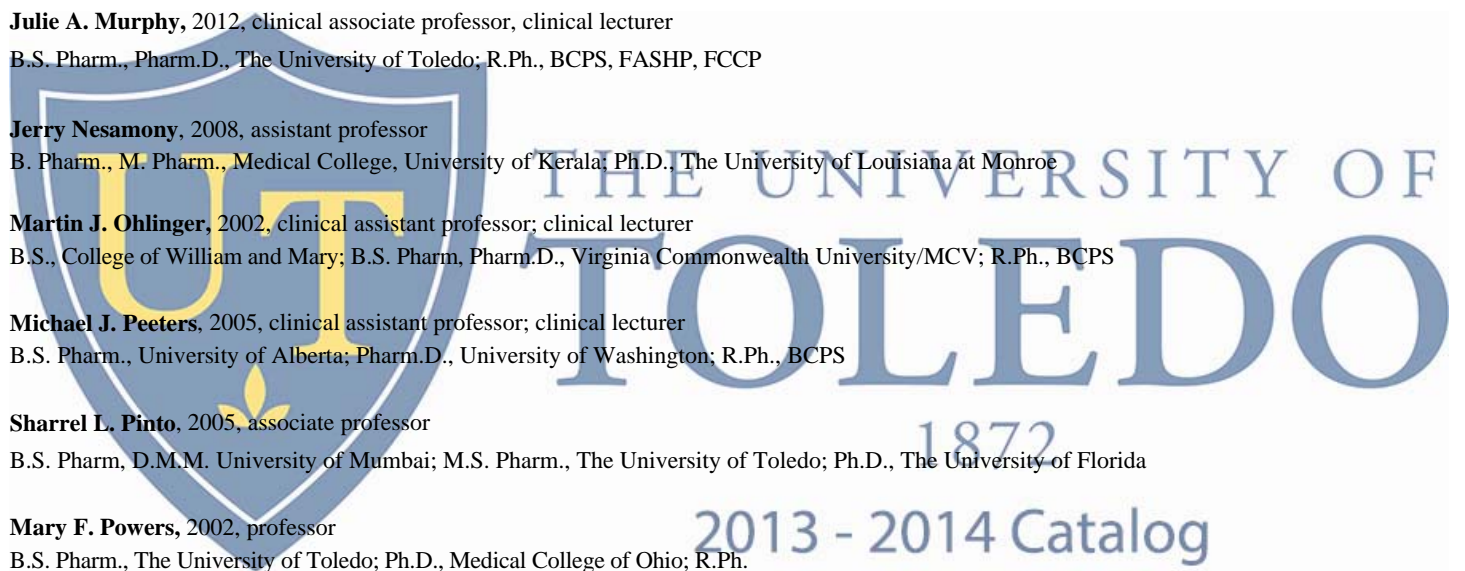 Julie A. Murphy, 2012, clinical associate professor, clinical lecturer
B.S. Pharm., Pharm.D., The University of Toledo; R.Ph., BCPS, FASHP, FCCP
Jerry Nesamony, 2008, assistant professor
B. Pharm., M. Pharm., Medical College, University of Kerala; Ph.D., The University of Louisiana at Monroe
Martin J. Ohlinger, 2002, clinical assistant professor; clinical lecturer
B.S., College of William and Mary; B.S. Pharm, Pharm.D., Virginia Commonwealth University/MCV; R.Ph., BCPS
Michael J. Peeters, 2005, clinical assistant professor; clinical lecturer
B.S. Pharm., University of Alberta; Pharm.D., University of Washington; R.Ph., BCPS
Sharrel L. Pinto, 2005, associate professor
B.S. Pharm, D.M.M. University of Mumbai; M.S. Pharm., The University of Toledo; Ph.D., The University of Florida
Mary F. Powers, 2002, professor
B.S. Pharm., The University of Toledo; Ph.D., Medical College of Ohio; R.Ph.
UT
THE UNIVERSITY OF
TOLEDO
1872
2013 - 2014 Catalog